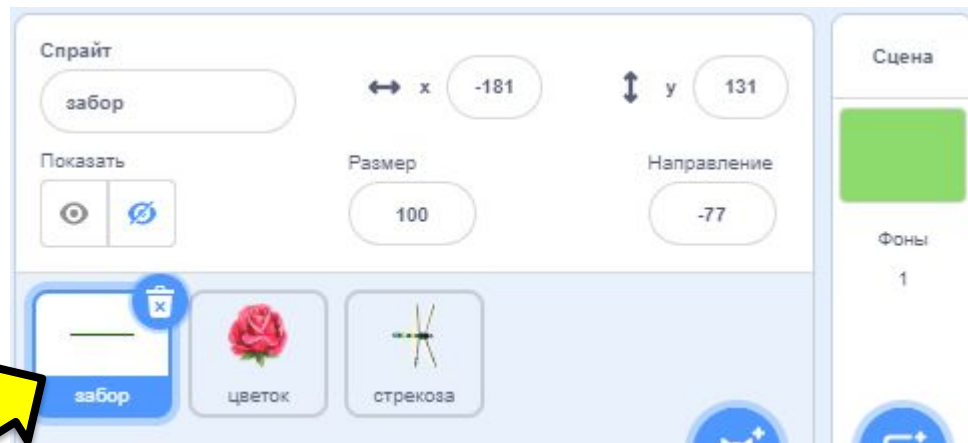 Спрайт
забор
x -181
y 131
Показать
Размер
100
Направление
-77
забор
цветок
стрекоза
Сцена
Фоны
1